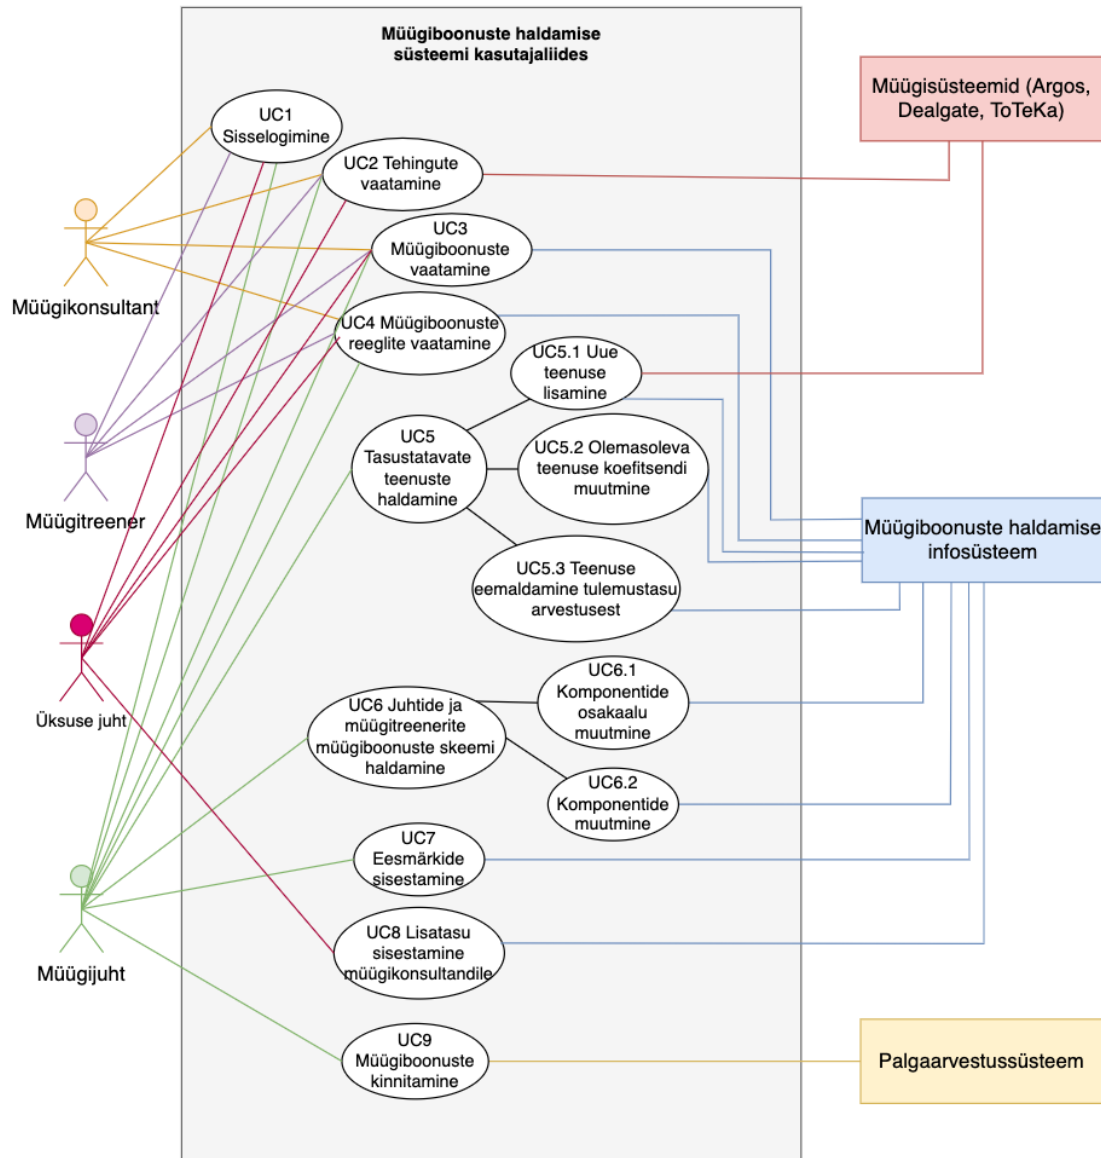 Müügiboonuste haldamise
süsteemi kasutajaliides
Müügisüsteemid (Argos,
Dealgate, ToTeKa)
UC1
Sisselogimine
UC2 Tehingute
vaatamine
Müügikonsultant
UC3
Müügiboonuste
vaatamine
UC4 Müügiboonuste
reeglite vaatamine
UC5.1 Uue
teenuse
lisamine
Müügitreener
UC5
Tasustatavate
teenuste
haldamine
UC5.2 Olemasoleva
teenuse koefitsendi
muutmine
Müügiboonuste haldamise
infosüsteem
UC5.3 Teenuse
eemaldamine tulemustasu
arvestusest
Üksuse juht
UC6 Juhtide ja
müügitreenerite
müügiboonuste skeemi
haldamine
UC6.1
Komponentide
osakaalu
muutmine
UC6.2
Komponentide
muutmine
UC7
Eesmärkide
sisestamine
Müügijuht
UC8 Lisatasu
sisestamine
müügikonsultandile
UC9
Müügiboonuste
kinnitamine
Palgaarvestussüsteem